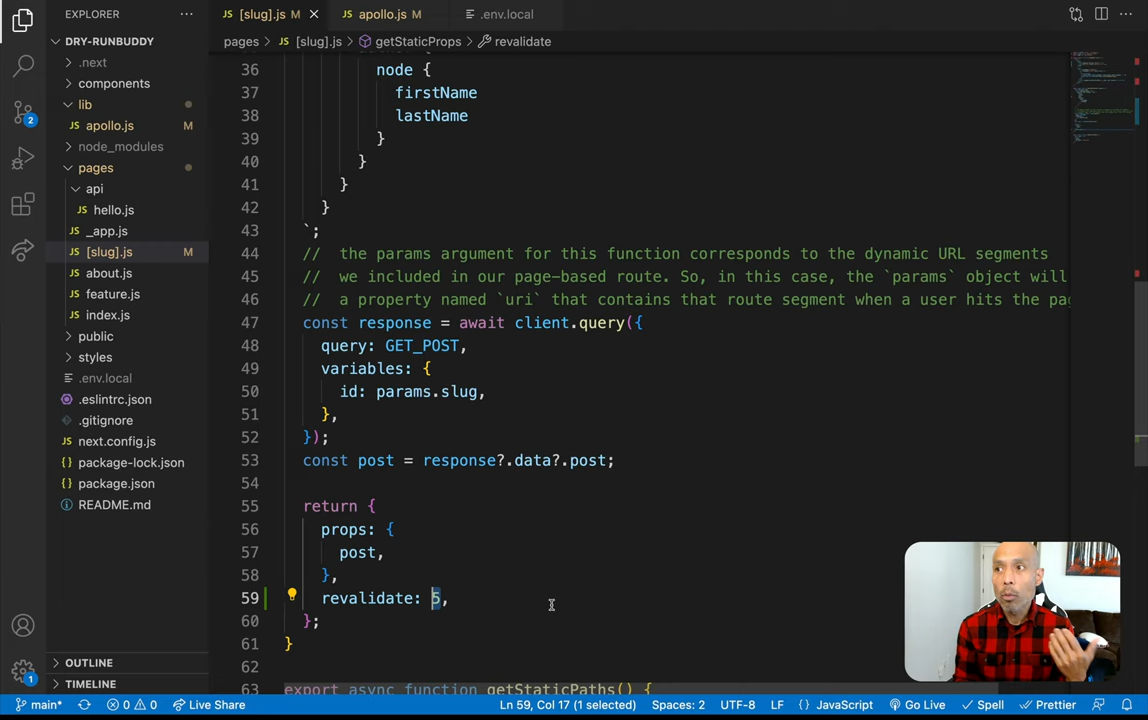 EXPLORER
[slug].js M
apollo.js M
.env.local
DRY-RUNBUDDY
pages > [slug].js > getStaticProps > revalidate
.next
components
lib
apollo.js M
node_modules
pages
api
hello.js
_app.js
[slug].js M
about.js
feature.js
index.js
public
styles
.env.local
.eslintrc.json
.gitignore
next.config.js
package-lock.json
package.json
README.md
OUTLINE
TIMELINE
36 node {
37 firstName
38 lastName
39 }
40 }
41 }
42 }
43 `;
44 // the params argument for this function corresponds to the dynamic URL segments
45 // we included in our page-based route. So, in this case, the `params` object will
46 // a property named `uri` that contains that route segment when a user hits the
47 const response = await client.query({
48 query: GET_POST,
49 variables: {
50 id: params.slug,
51 },
52 });
53 const post = response?.data?.post;
54
55 return {
56 props: {
57 post,
58 },
59 revalidate: 5,
60 };
61 }
62
63 export async function getStaticPaths() {
2
1
main* 0 0 Live Share Ln 59, Col 17 (1 selected) Spaces: 2 UTF-8 LF {} JavaScript Go Live Spell Prettier